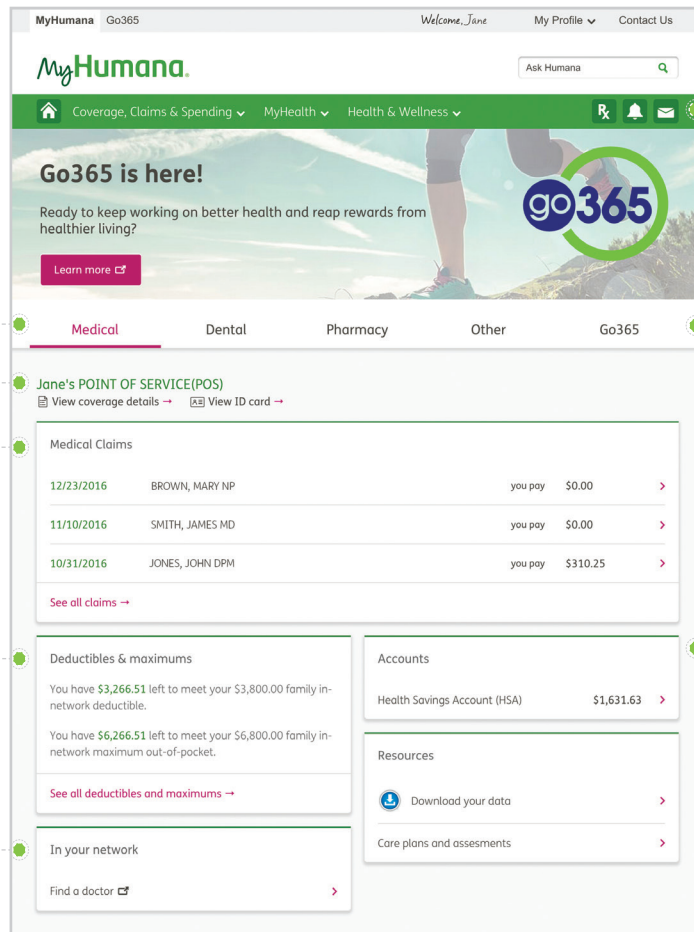 MyHumana Go365 Welcome, Jane My Profile Contact Us
MyHumana. Ask Humana
Coverage, Claims & Spending MyHealth Health & Wellness Rx
Go365 is here!
Ready to keep working on better health and reap rewards from
healthier living?
go365
Learn more
Medical Dental Pharmacy Other Go365
Jane's POINT OF SERVICE(POS)
View coverage details → View ID card →
Medical Claims
12/23/2016 BROWN, MARY NP you pay $0.00
11/10/2016 SMITH, JAMES MD you pay $0.00
10/31/2016 JONES, JOHN DPM you pay $310.25
See all claims →
Deductibles & maximums
You have $3,266.51 left to meet your $3,800.00 family in-
network deductible.
You have $6,266.51 left to meet your $6,800.00 family in-
network maximum out-of-pocket.
See all deductibles and maximums →
Accounts
Health Savings Account (HSA) $1,631.63
Resources
Download your data
Care plans and assesments
In your network
Find a doctor